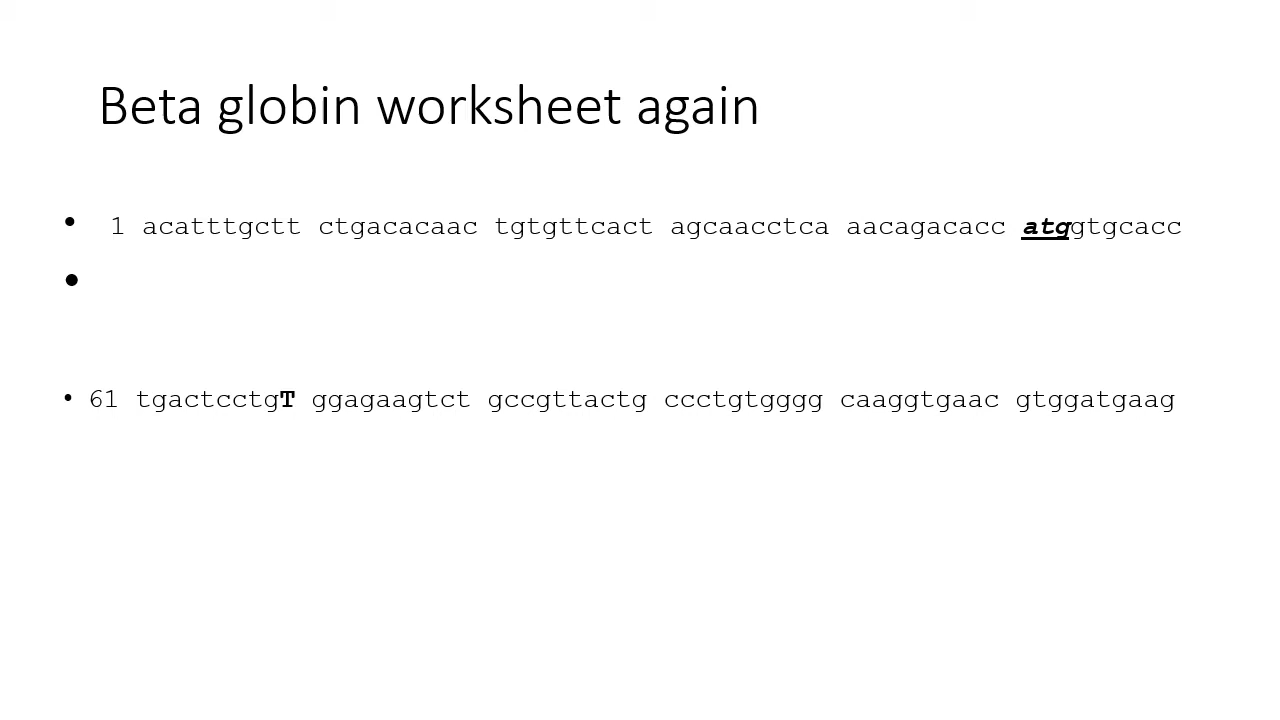 Beta globin worksheet again
• 1 acatttgctt ctgacacaac tgtgttcact agcaacctca aacagacacc atggtgcacc
•
• 61 tgactcctgT ggagaagtct gccgttactg ccctgtgggg caaggtgaac gtggatgaag